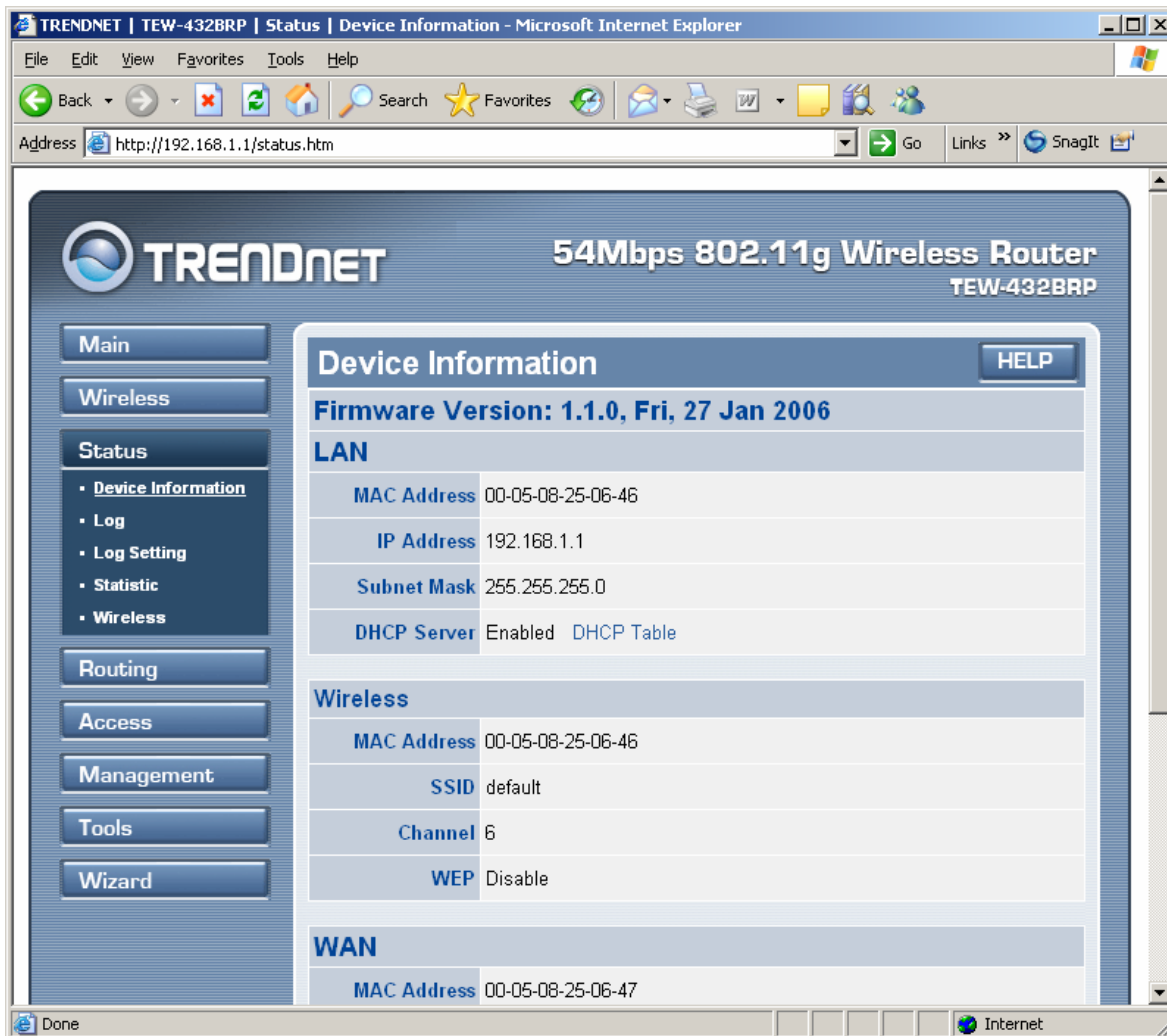 TRENDNET | TEW-432BRP | Status | Device Information - Microsoft Internet Explorer
File Edit View Favorites Tools Help
Back Search Favorites
Address http://192.168.1.1/status.htm Go Links » SnagIt
TRENDNET
54Mbps 802.11g Wireless Router
TEW-432BRP
Main
Wireless
Status
Device Information
Log
Log Setting
Statistic
Wireless
Routing
Access
Management
Tools
Wizard
Device Information HELP
Firmware Version: 1.1.0, Fri, 27 Jan 2006
LAN
MAC Address 00-05-08-25-06-46
IP Address 192.168.1.1
Subnet Mask 255.255.255.0
DHCP Server Enabled DHCP Table
Wireless
MAC Address 00-05-08-25-06-46
SSID default
Channel 6
WEP Disable
WAN
MAC Address 00-05-08-25-06-47
Done Internet